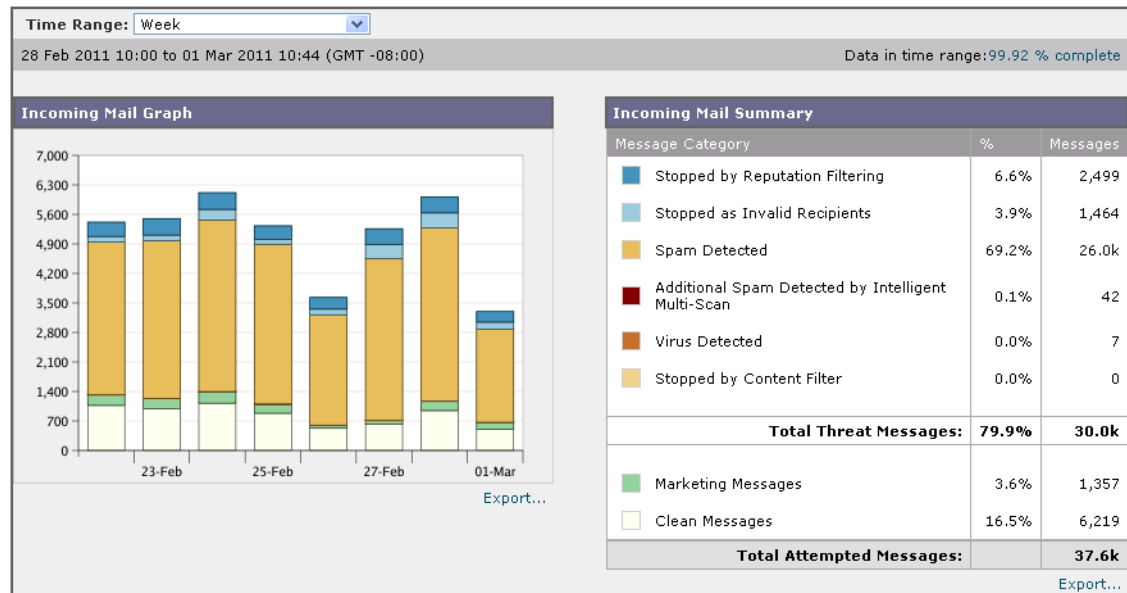 Time Range: Week
28 Feb 2011 10:00 to 01 Mar 2011 10:44 (GMT -08:00)
Data in time range:99.92 % complete
Incoming Mail Graph
7,000
6,300
5,600
4,900
4,200
3,500
2,800
2,100
1,400
700
0
23-Feb 25-Feb 27-Feb 01-Mar
Export...
Incoming Mail Summary
Message Category % Messages
Stopped by Reputation Filtering 6.6% 2,499
Stopped as Invalid Recipients 3.9% 1,464
Spam Detected 69.2% 26.0k
Additional Spam Detected by Intelligent
Multi-Scan 0.1% 42
Virus Detected 0.0% 7
Stopped by Content Filter 0.0% 0
Total Threat Messages: 79.9% 30.0k
Marketing Messages 3.6% 1,357
Clean Messages 16.5% 6,219
Total Attempted Messages: 37.6k
Export...